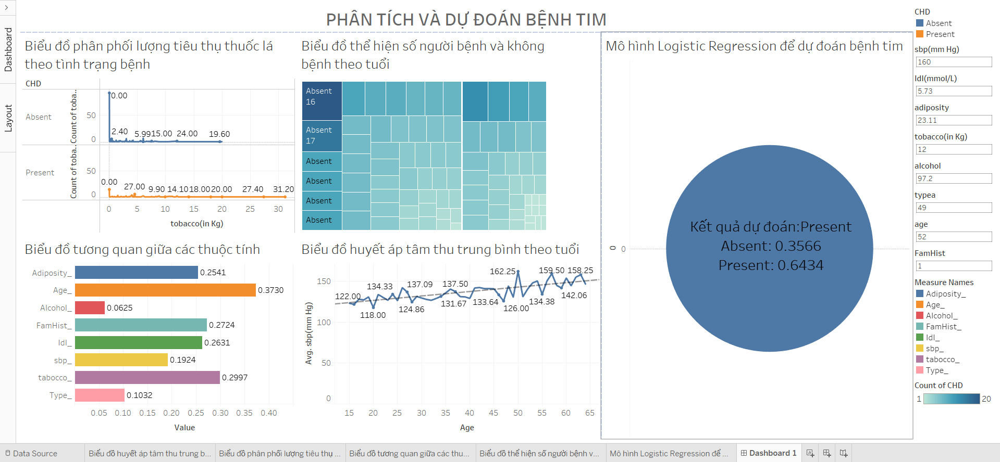 Dashboard
Layout
PHÂN TÍCH VÀ DỰ ĐOÁN BỆNH TIM
Biểu đồ phân phối lượng tiêu thụ thuốc lá
theo tình trạng bệnh
CHD
Absent
Count of toba..
50
0
0.00
2.40
5.99
15.00
24.00
19.60
Present
Count of toba..
50
0
0.00
27.00
9.90
14.10
18.00
20.00
27.40
31.20
0
5
10
15
20
25
30
tobacco(in Kg)
Biểu đồ thể hiện số người bệnh và không
bệnh theo tuổi
Absent
16
Absent
17
Absent
Absent
Absent
Absent
Biểu đồ tương quan giữa các thuộc tính
Adiposity_
0.2541
Age_
0.3730
Alcohol_
0.0625
FamHist_
0.2724
ldl_
0.2631
sbp_
0.1924
tabocco_
0.2997
Type_
0.1032
0.05
0.10
0.15
0.20
0.25
0.30
0.35
0.40
Value
Biểu đồ huyết áp tâm thu trung bình theo tuổi
Avg. sbp(mm Hg)
150
100
50
0
122.00
118.00
134.33
137.09
124.86
137.50
131.67
133.64
162.25
126.00
134.38
159.50
142.06
158.25
15
20
25
30
35
40
45
50
55
60
65
Age
Mô hình Logistic Regression để dự đoán bệnh tim
0
0
Kết quả dự đoán:Present
Absent: 0.3566
Present: 0.6434
CHD
Absent
Present
sbp(mm Hg)
160
ldl(mmol/L)
5.73
adiposity
23.11
tobacco(in Kg)
12
alcohol
97.2
typea
49
age
52
FamHist
1
Measure Names
Adiposity_
Age_
Alcohol_
FamHist_
ldl_
sbp_
tabocco_
Type_
Count of CHD
1
20
Data Source
Biểu đồ huyết áp tâm thu trung b...
Biểu đồ phân phối lượng tiêu thụ ...
Biểu đồ tương quan giữa các thu...
Biểu đồ thể hiện số người bệnh v...
Mô hình Logistic Regression để ...
Dashboard 1